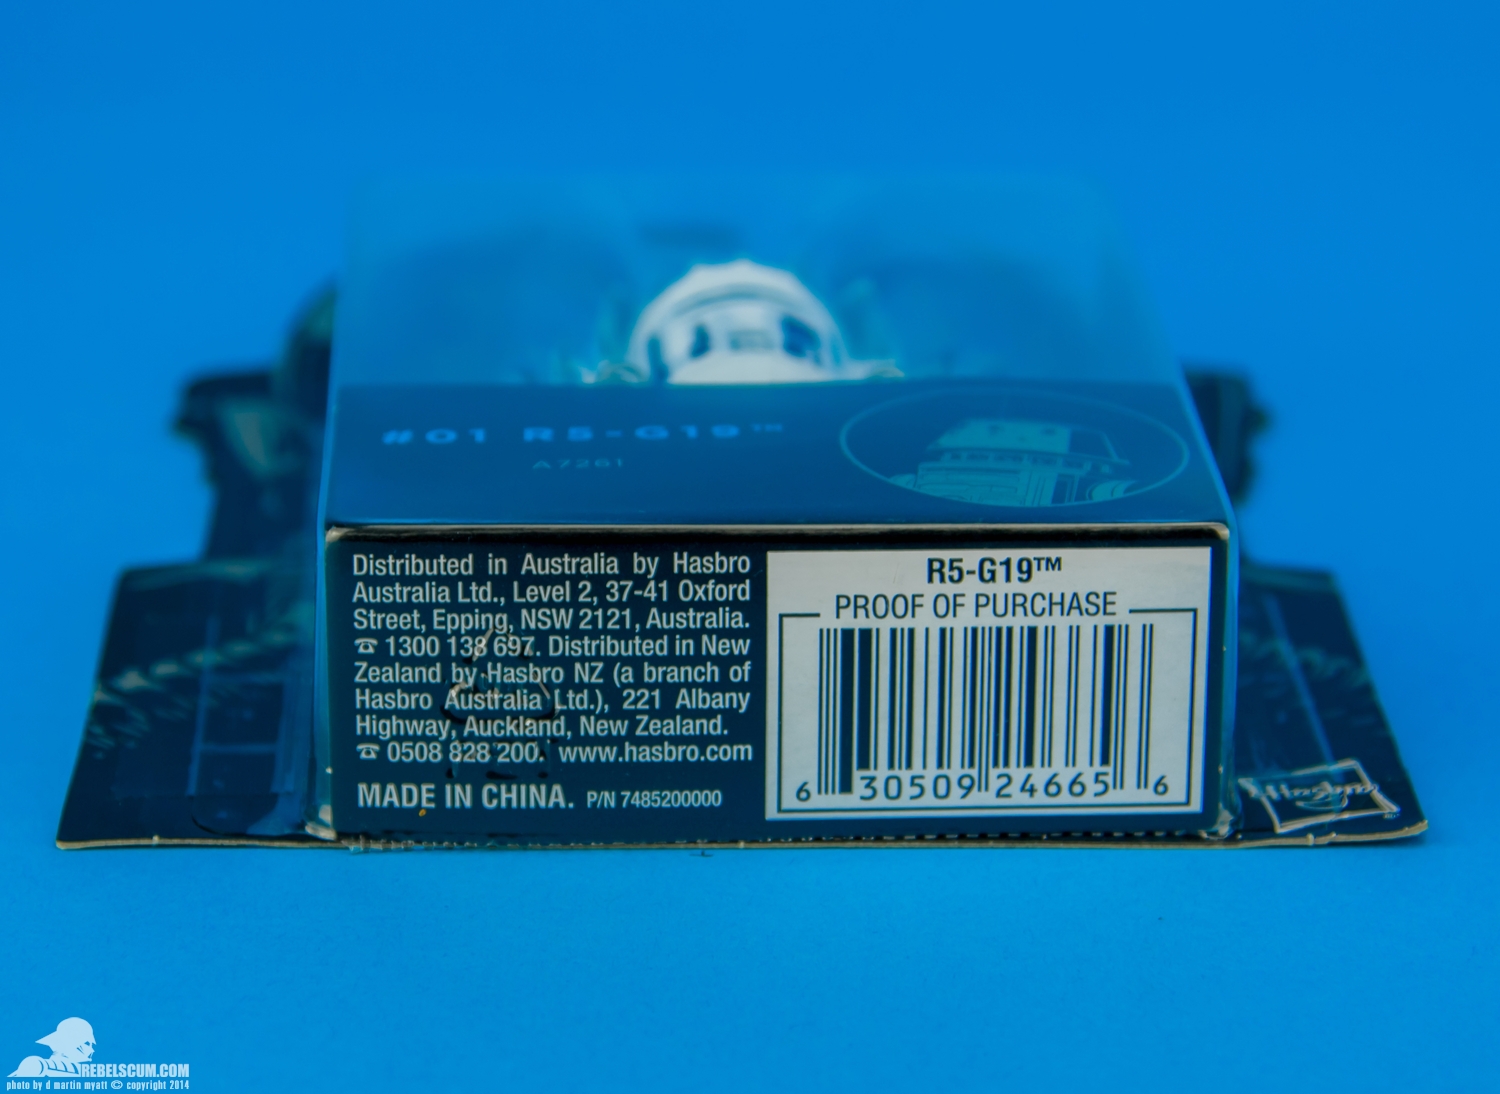 #01 R5-G19™
A7261
Distributed in Australia by Hasbro
Australia Ltd., Level 2, 37-41 Oxford
Street, Epping, NSW 2121, Australia.
☎ 1300 138 697. Distributed in New
Zealand by Hasbro NZ (a branch of
Hasbro Australia Ltd.), 221 Albany
Highway, Auckland, New Zealand.
☎ 0508 828 200. www.hasbro.com
MADE IN CHINA. P/N 7485200000
R5-G19™
PROOF OF PURCHASE
6 30509 24665 6
Hasbro
REBELSCUM.COM
photo by d martin myatt © copyright 2014